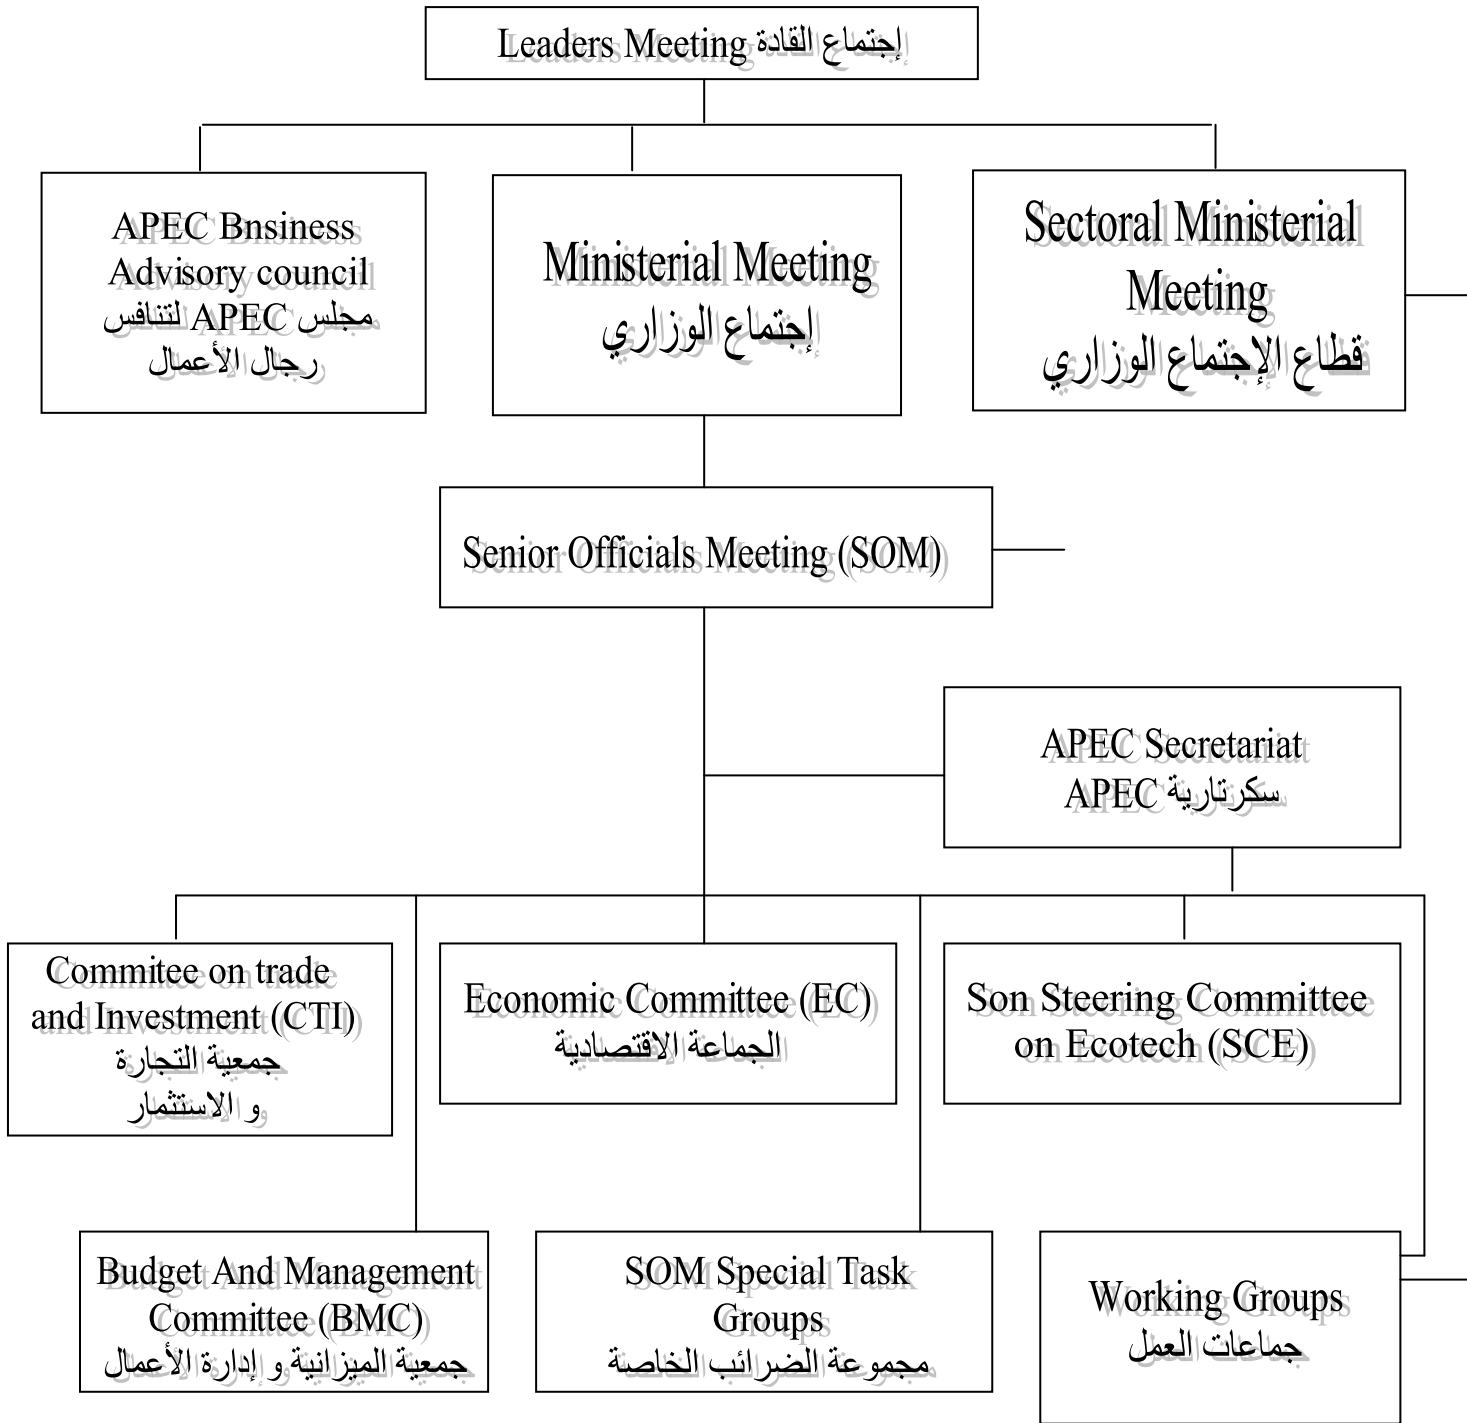 Leaders Meeting إجتماع القادة
APEC Bnsiness
Advisory council
مجلس APEC لتنافس
رجال الأعمال
Ministerial Meeting
إجتماع الوزاري
Sectoral Ministerial
Meeting
قطاع الإجتماع الوزاري
Senior Officials Meeting (SOM)
APEC Secretariat
سكرتارية APEC
Commitee on trade
and Investment (CTI)
جمعية التجارة
و الاستثمار
Economic Committee (EC)
الجماعة الاقتصادية
Son Steering Committee
on Ecotech (SCE)
Budget And Management
Committee (BMC)
جمعية الميزانية و إدارة الأعمال
SOM Special Task
Groups
مجموعة الضرائب الخاصة
Working Groups
جماعات العمل